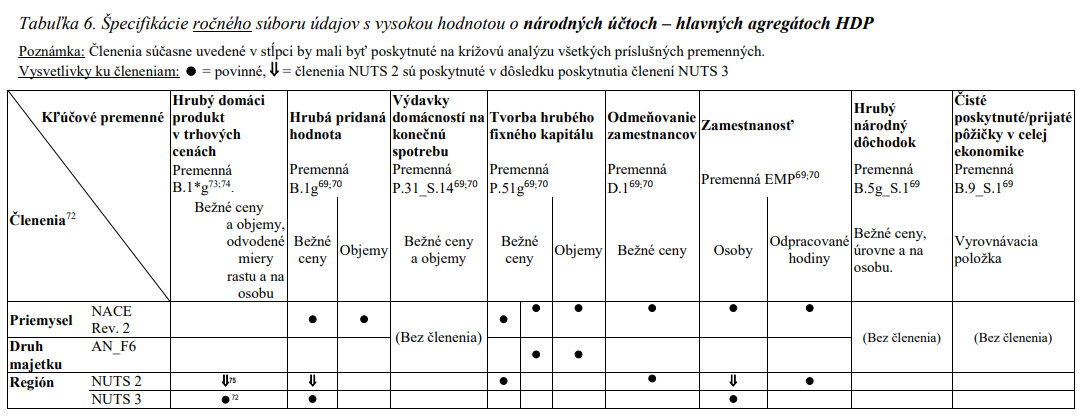 Tabuľka 6. Špecifikácie ročného súboru údajov s vysokou hodnotou o národných účtoch – hlavných agregátoch HDP
Poznámka: Členenia súčasne uvedené v stĺpci by mali byť poskytnuté na krížovú analýzu všetkých príslušných premenných.
Vysvetlivky ku členeniam: ● = povinné, ⇓ = členenia NUTS 2 sú poskytnuté v dôsledku poskytnutia členení NUTS 3
Kľúčové premenné
Členenia72
Hrubý domáci
produkt
v trhových
cenách
Premenná
B.1*g73;74.
Hrubá pridaná
hodnota
Premenná
B.1g69;70
Výdavky
domácností na
konečnú
spotrebu
Premenná
P.31_S.1469;70
Tvorba hrubého
fixného kapitálu
Premenná
P.51g69;70
Odmeňovanie
zamestnancov
Premenná
D.169;70
Zamestnanosť
Premenná EMP69;70
Hrubý
národný
dôchodok
Premenná
B.5g_S.169
Čisté
poskytnuté/prijaté
pôžičky v celej
ekonomike
Premenná
B.9_S.169
Bežné ceny
a objemy,
odvodené
miery
rastu a na
osobu
Bežné
ceny
Objemy
Bežné ceny
a objemy
Bežné
ceny
Objemy
Bežné ceny
Osoby
Odpracované
hodiny
Bežné ceny,
úrovne a na
osobu.
Vyrovnávacia
položka
Priemysel NACE
Rev. 2
● ● ● ● ● ● ● ●
(Bez členenia) (Bez členenia) (Bez členenia)
Druh
majetku
AN_F6 ● ●
Región NUTS 2 ⇓75 ⇓ ● ● ⇓ ●
NUTS 3 ●72 ● ●